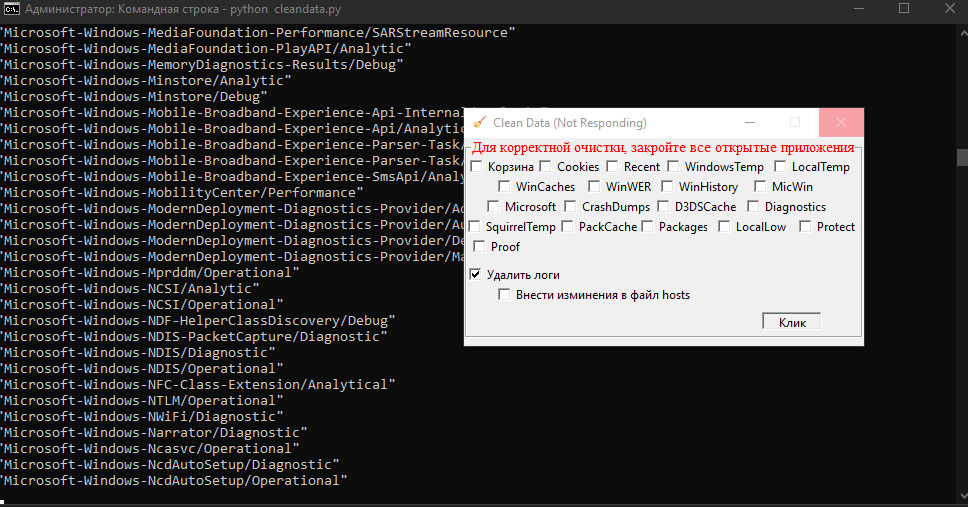 Администратор: Командная строка - python cleandata.py
"Microsoft-Windows-MediaFoundation-Performance/SARStreamResource"
"Microsoft-Windows-MediaFoundation-PlayAPI/Analytic"
"Microsoft-Windows-MemoryDiagnostics-Results/Debug"
"Microsoft-Windows-Minstore/Analytic"
"Microsoft-Windows-Minstore/Debug"
"Microsoft-Windows-Mobile-Broadband-Experience-Api-Internal
"Microsoft-Windows-Mobile-Broadband-Experience-Api/Analytic
"Microsoft-Windows-Mobile-Broadband-Experience-Parser-Task/
"Microsoft-Windows-Mobile-Broadband-Experience-Parser-Task/
"Microsoft-Windows-Mobile-Broadband-Experience-SmsApi/Analy
"Microsoft-Windows-MobilityCenter/Performance"
"Microsoft-Windows-ModernDeployment-Diagnostics-Provider/Ad
"Microsoft-Windows-ModernDeployment-Diagnostics-Provider/Au
"Microsoft-Windows-ModernDeployment-Diagnostics-Provider/De
"Microsoft-Windows-ModernDeployment-Diagnostics-Provider/Ma
"Microsoft-Windows-Mprddm/Operational"
"Microsoft-Windows-NCSI/Analytic"
"Microsoft-Windows-NCSI/Operational"
"Microsoft-Windows-NDF-HelperClassDiscovery/Debug"
"Microsoft-Windows-NDIS-PacketCapture/Diagnostic"
"Microsoft-Windows-NDIS/Diagnostic"
"Microsoft-Windows-NDIS/Operational"
"Microsoft-Windows-NFC-Class-Extension/Analytical"
"Microsoft-Windows-NTLM/Operational"
"Microsoft-Windows-NWiFi/Diagnostic"
"Microsoft-Windows-Narrator/Diagnostic"
"Microsoft-Windows-Ncasvc/Operational"
"Microsoft-Windows-NcdAutoSetup/Diagnostic"
"Microsoft-Windows-NcdAutoSetup/Operational"
Clean Data (Not Responding)
Для корректной очистки, закройте все открытые приложения
Корзина Cookies Recent WindowsTemp LocalTemp
WinCaches WinWER WinHistory MicWin
Microsoft CrashDumps D3DSCache Diagnostics
SquirrelTemp PackCache Packages LocalLow Protect
Proof
Удалить логи
Внести изминения в файл hosts
Клик